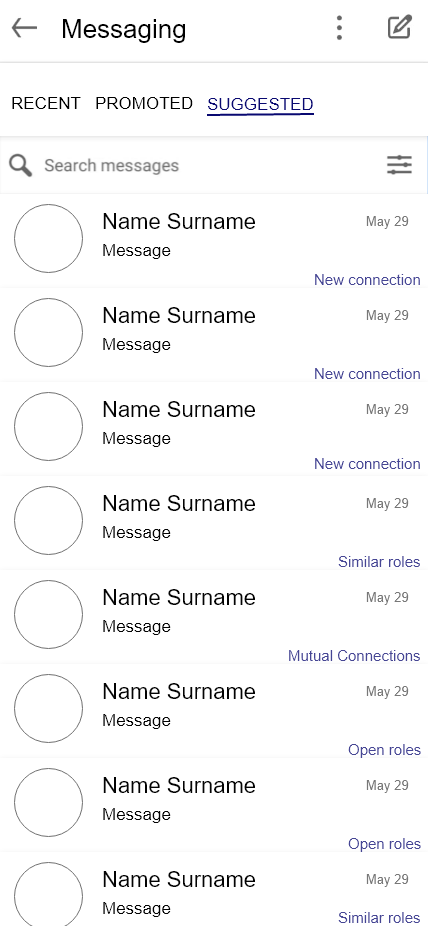 Messaging
RECENT PROMOTED SUGGESTED
Search messages
Name Surname May 29
Message
New connection
Name Surname May 29
Message
New connection
Name Surname May 29
Message
New connection
Name Surname May 29
Message
Similar roles
Name Surname May 29
Message
Mutual Connections
Name Surname May 29
Message
Open roles
Name Surname May 29
Message
Open roles
Name Surname May 29
Message
Similar roles